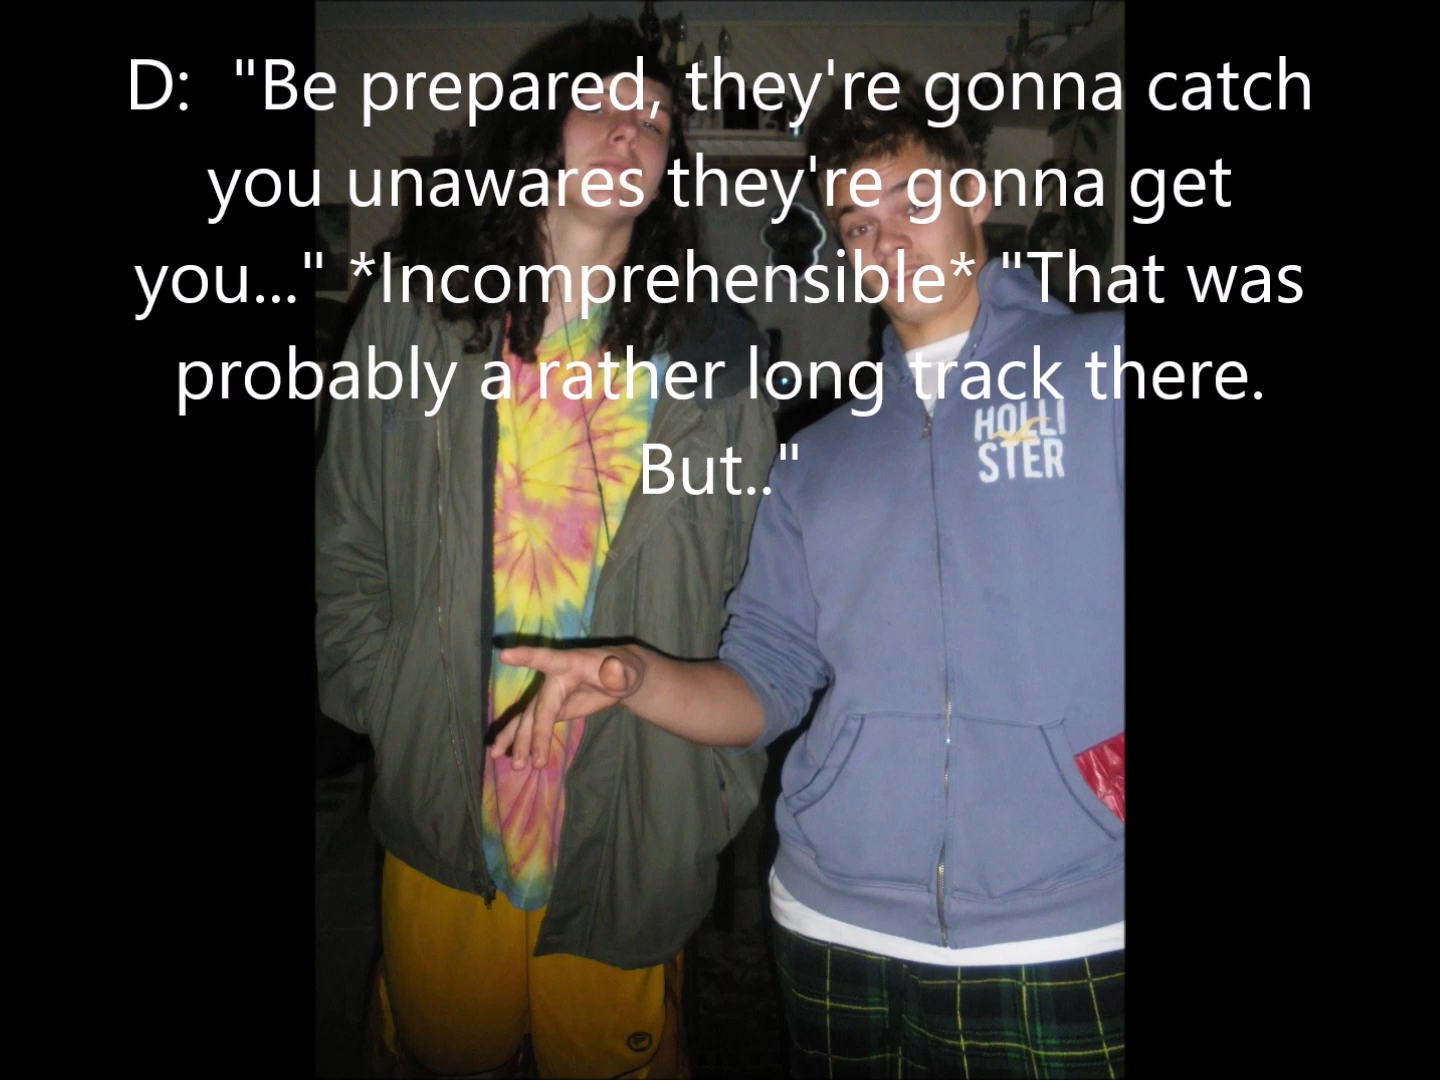 D:  "Be prepared, they're gonna catch
you unawares they're gonna get
you..." *Incomprehensible* "That was
probably a rather long track there.
But.."
HOLLI
STER